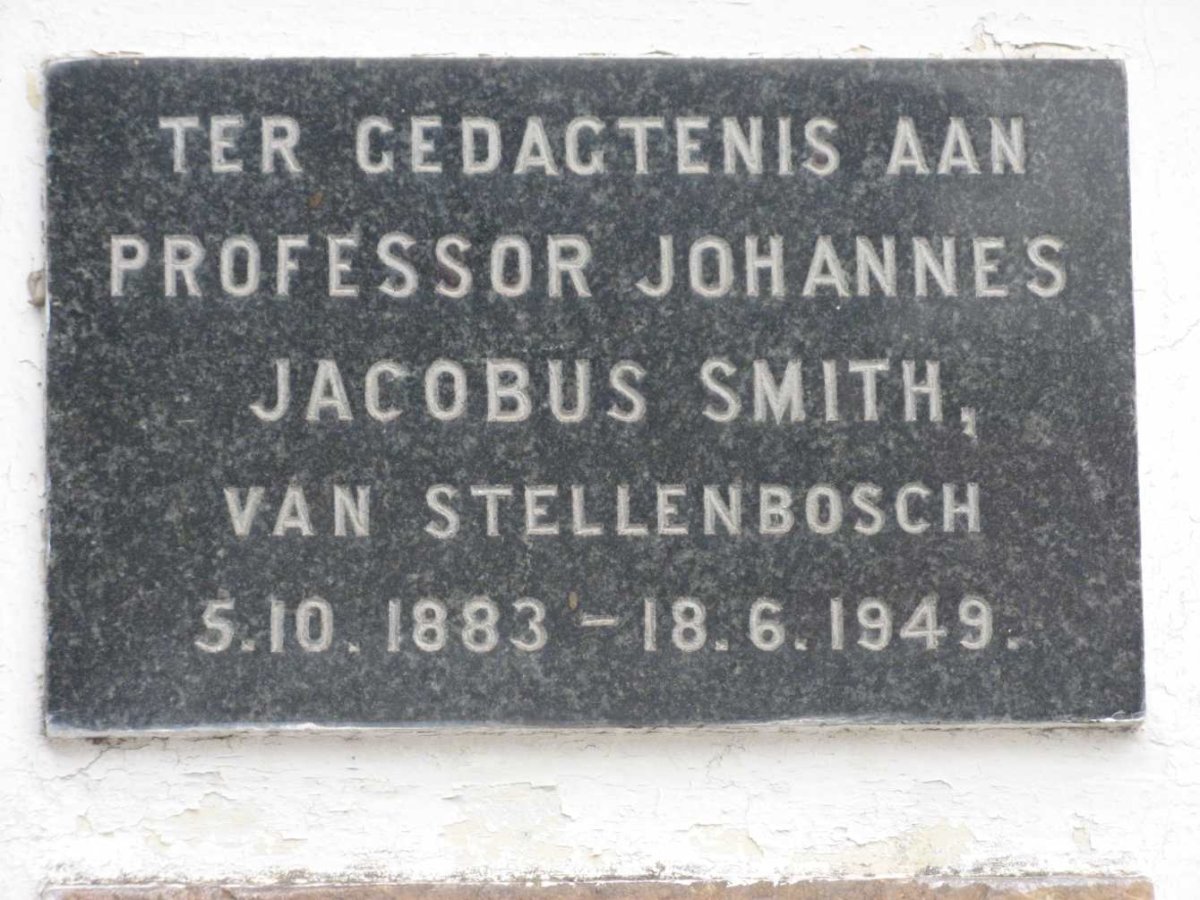 TER GEDAGTENIS AAN
PROFESSOR JOHANNES
JACOBUS SMITH,
VAN STELLENBOSCH
5.10.1883 – 18.6.1949.